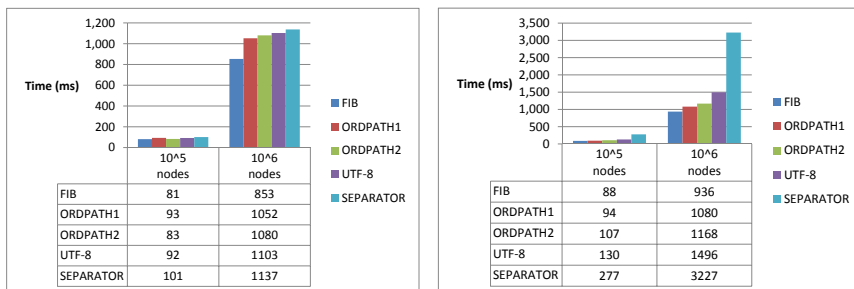 1,200
1,000
800
600
400
200
0
Time (ms)
FIB
ORDPATH1
ORDPATH2
UTF-8
SEPARATOR
10^5 nodes
10^6 nodes
FIB 81 853
ORDPATH1 93 1052
ORDPATH2 83 1080
UTF-8 92 1103
SEPARATOR 101 1137
3,500
3,000
2,500
2,000
1,500
1,000
500
0
Time (ms)
FIB
ORDPATH1
ORDPATH2
UTF-8
SEPARATOR
10^5 nodes
10^6 nodes
FIB 88 936
ORDPATH1 94 1080
ORDPATH2 107 1168
UTF-8 130 1496
SEPARATOR 277 3227